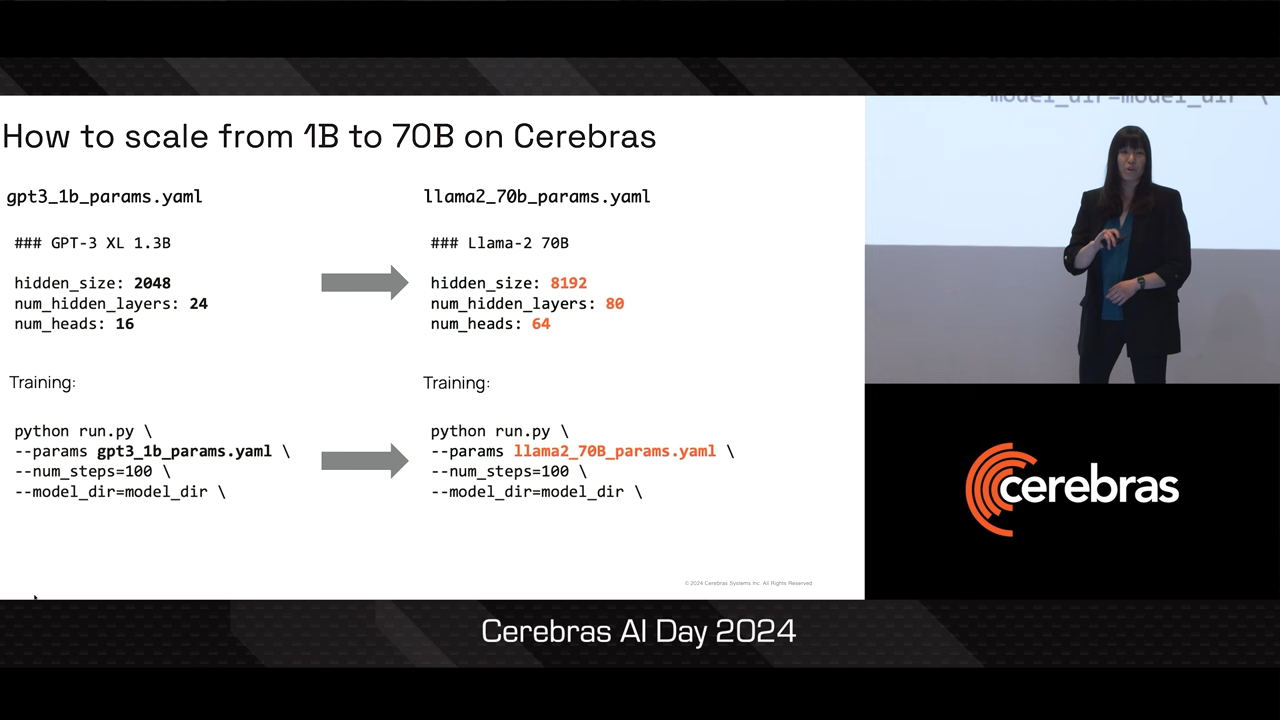 How to scale from 1B to 70B on Cerebras
gpt3_1b_params.yaml
### GPT-3 XL 1.3B
hidden_size: 2048
num_hidden_layers: 24
num_heads: 16
Training:
python run.py \
--params gpt3_1b_params.yaml \
--num_steps=100 \
--model_dir=model_dir \
llama2_70b_params.yaml
### Llama-2 70B
hidden_size: 8192
num_hidden_layers: 80
num_heads: 64
Training:
python run.py \
--params llama2_70B_params.yaml \
--num_steps=100 \
--model_dir=model_dir \
© 2024 Cerebras Systems Inc. All Rights Reserved
--model_dir=model_dir \
cerebras
Cerebras AI Day 2024